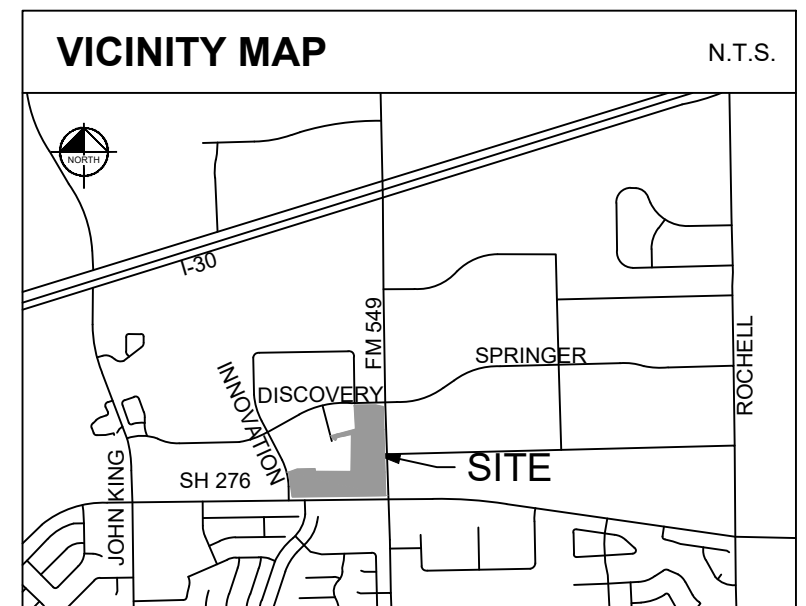 VICINITY MAP
N.T.S.
NORTH
I-30
FM 549
SPRINGER
ROCHELL
INNOVATION
DISCOVERY
SITE
SH 276
JOHN KING